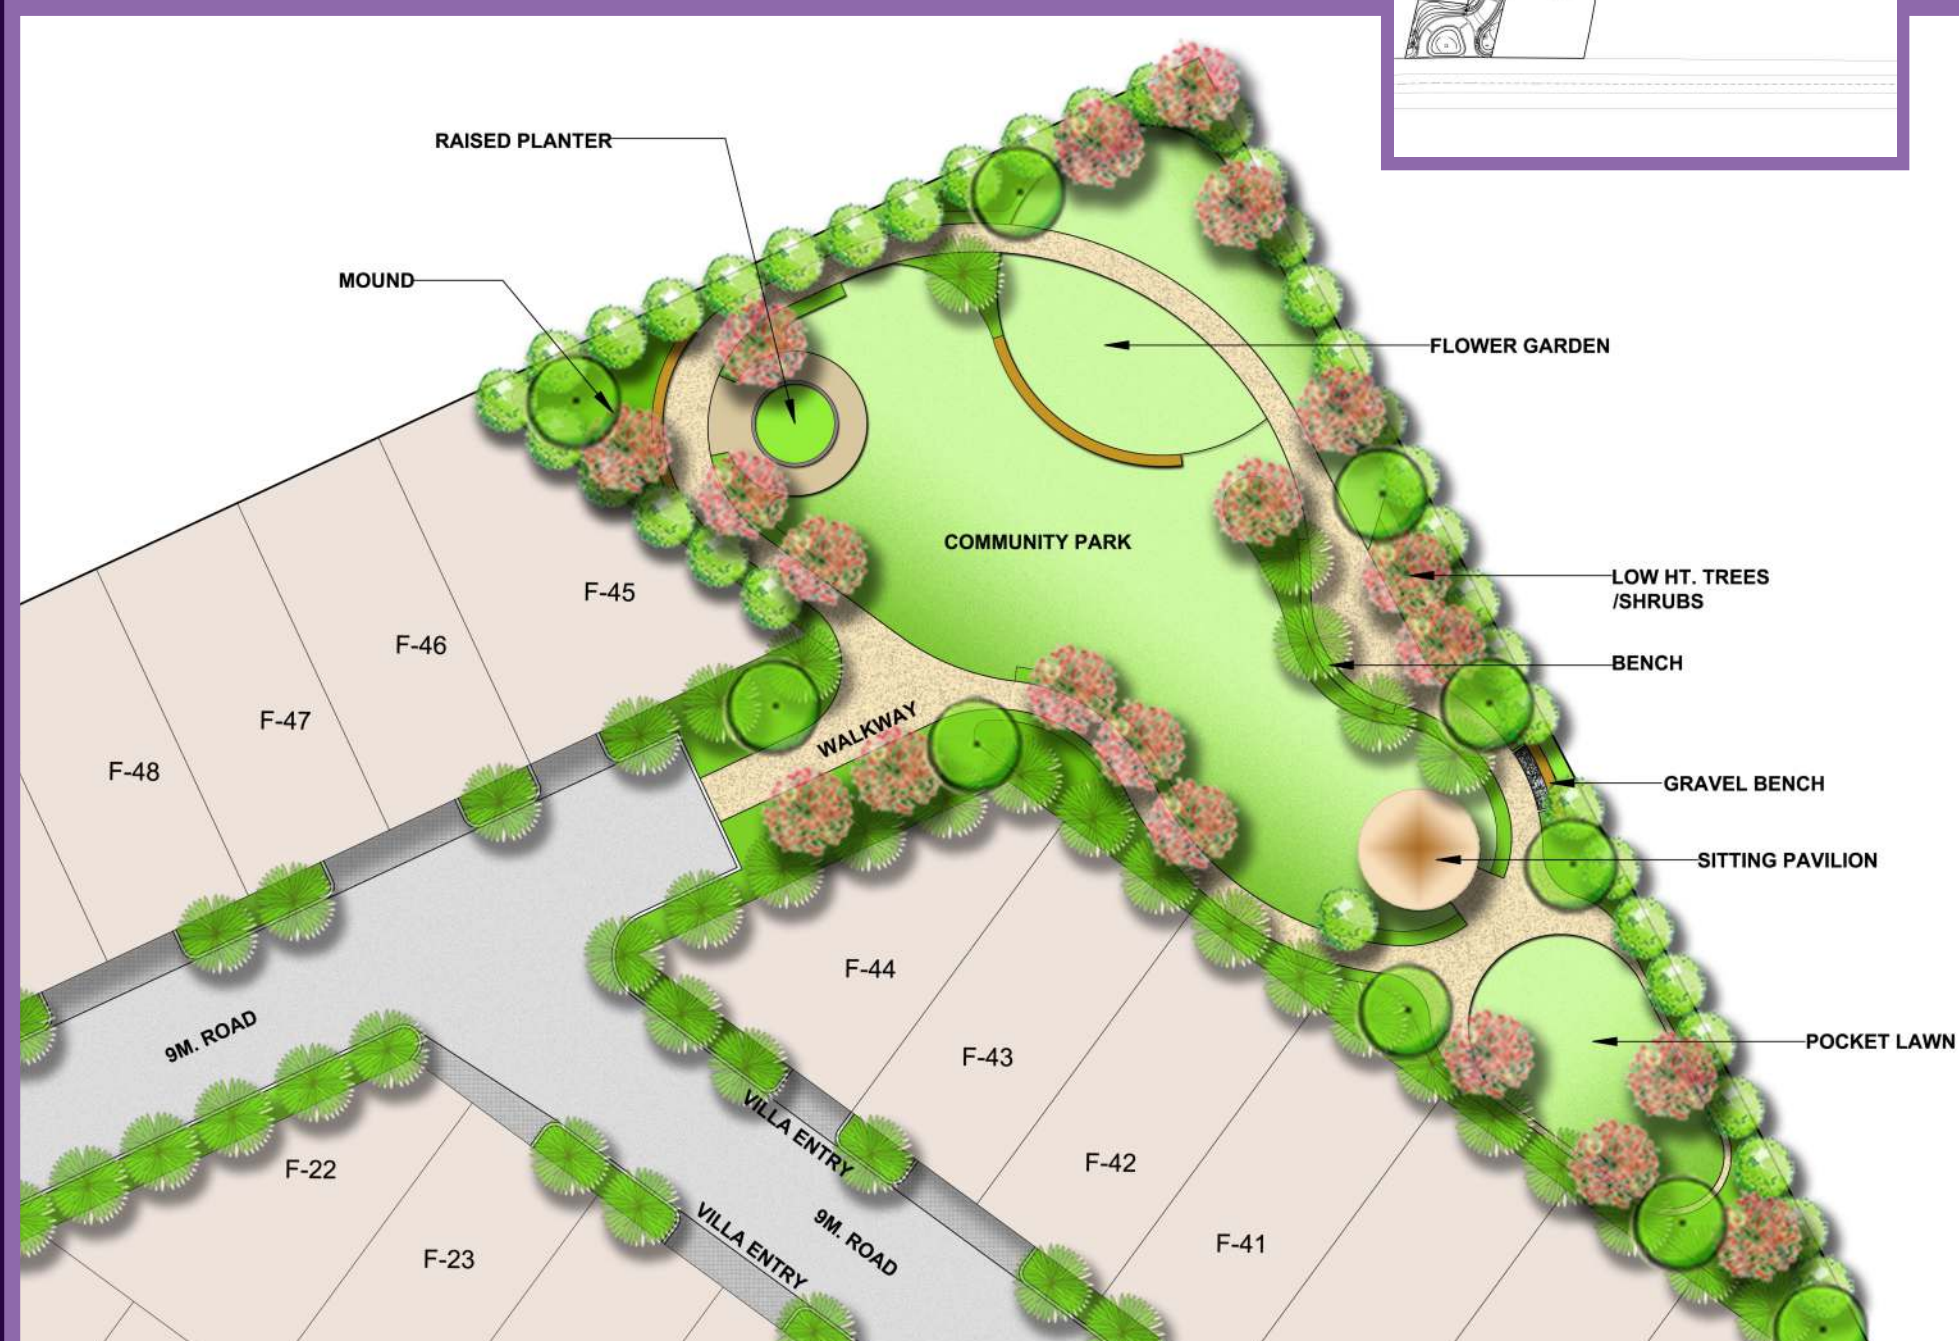 RAISED PLANTER
MOUND
FLOWER GARDEN
COMMUNITY PARK
LOW HT. TREES
/SHRUBS
F-45
F-46
BENCH
F-47
WALKWAY
F-48
GRAVEL BENCH
SITTING PAVILION
F-44
9M. ROAD
POCKET LAWN
F-43
VILLA ENTRY
F-42
F-22
9M. ROAD
VILLA ENTRY
F-41
F-23